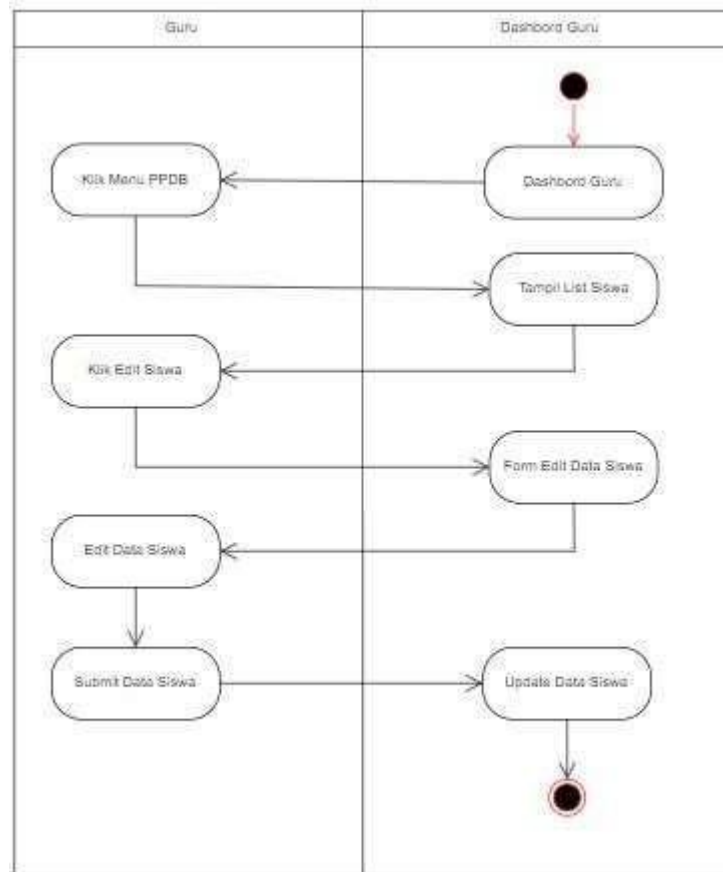 Guru
Dashbord Guru
Klik Menu PPDB
Dashbord Guru
Tampil List Siswa
Klik Edit Siswa
Form Edit Data Siswa
Edit Data Siswa
Submit Data Siswa
Update Data Siswa